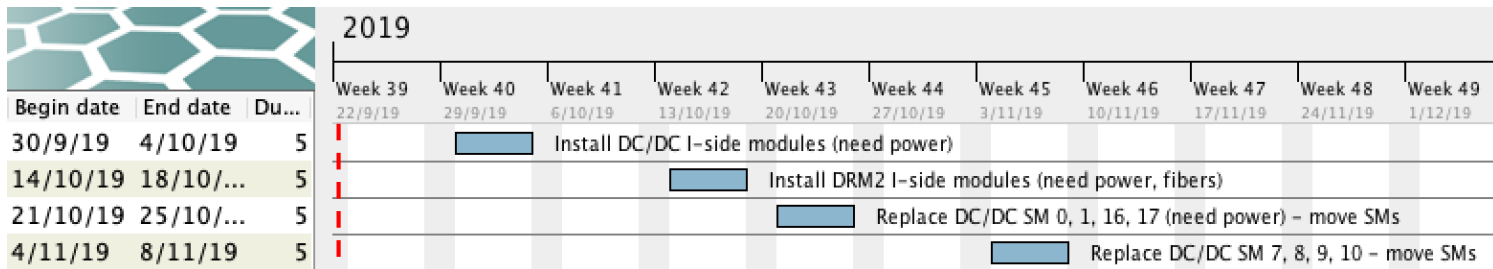 2019
Week 39 Week 40 Week 41 Week 42 Week 43 Week 44 Week 45 Week 46 Week 47 Week 48 Week 49
Begin date End date Du... 22/9/19 29/9/19 6/10/19 13/10/19 20/10/19 27/10/19 3/11/19 10/11/19 17/11/19 24/11/19 1/12/19
30/9/19 4/10/19 5 Install DC/DC I-side modules (need power)
14/10/19 18/10/... 5 Install DRM2 I-side modules (need power, fibers)
21/10/19 25/10/... 5 Replace DC/DC SM 0, 1, 16, 17 (need power) – move SMs
4/11/19 8/11/19 5 Replace DC/DC SM 7, 8, 9, 10 – move SMs